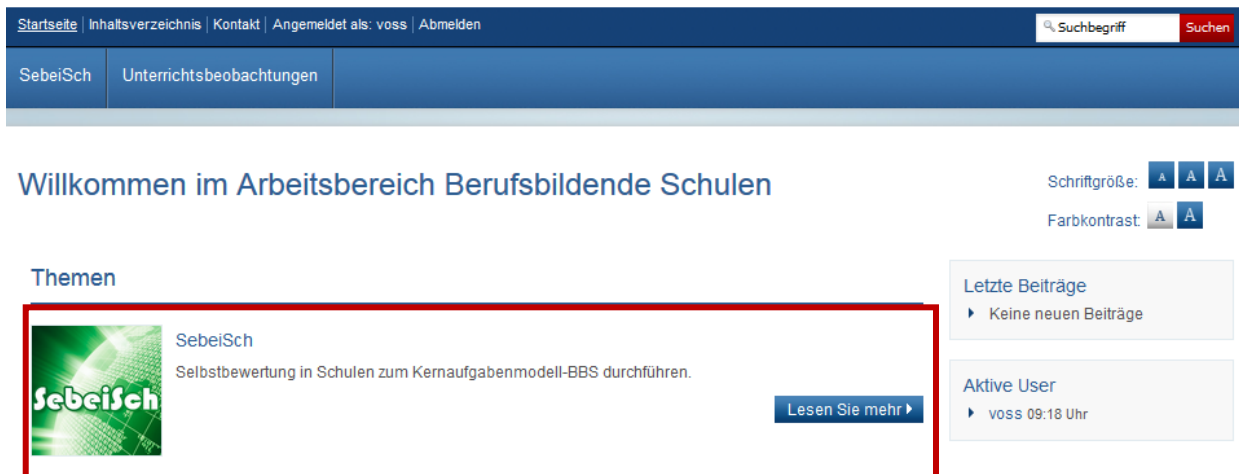 Startseite | Inhaltsverzeichnis | Kontakt | Angemeldet als: voss | Abmelden
Suchbegriff
Suchen
SebeiSch
Unterrichtsbeobachtungen
Willkommen im Arbeitsbereich Berufsbildende Schulen
Schriftgröße: A A A
Farbkontrast: A A
Themen
SebeiSch
SebeiSch
Selbstbewertung in Schulen zum Kernaufgabenmodell-BBS durchführen.
Lesen Sie mehr
Letzte Beiträge
Keine neuen Beiträge
Aktive User
voss 09:18 Uhr